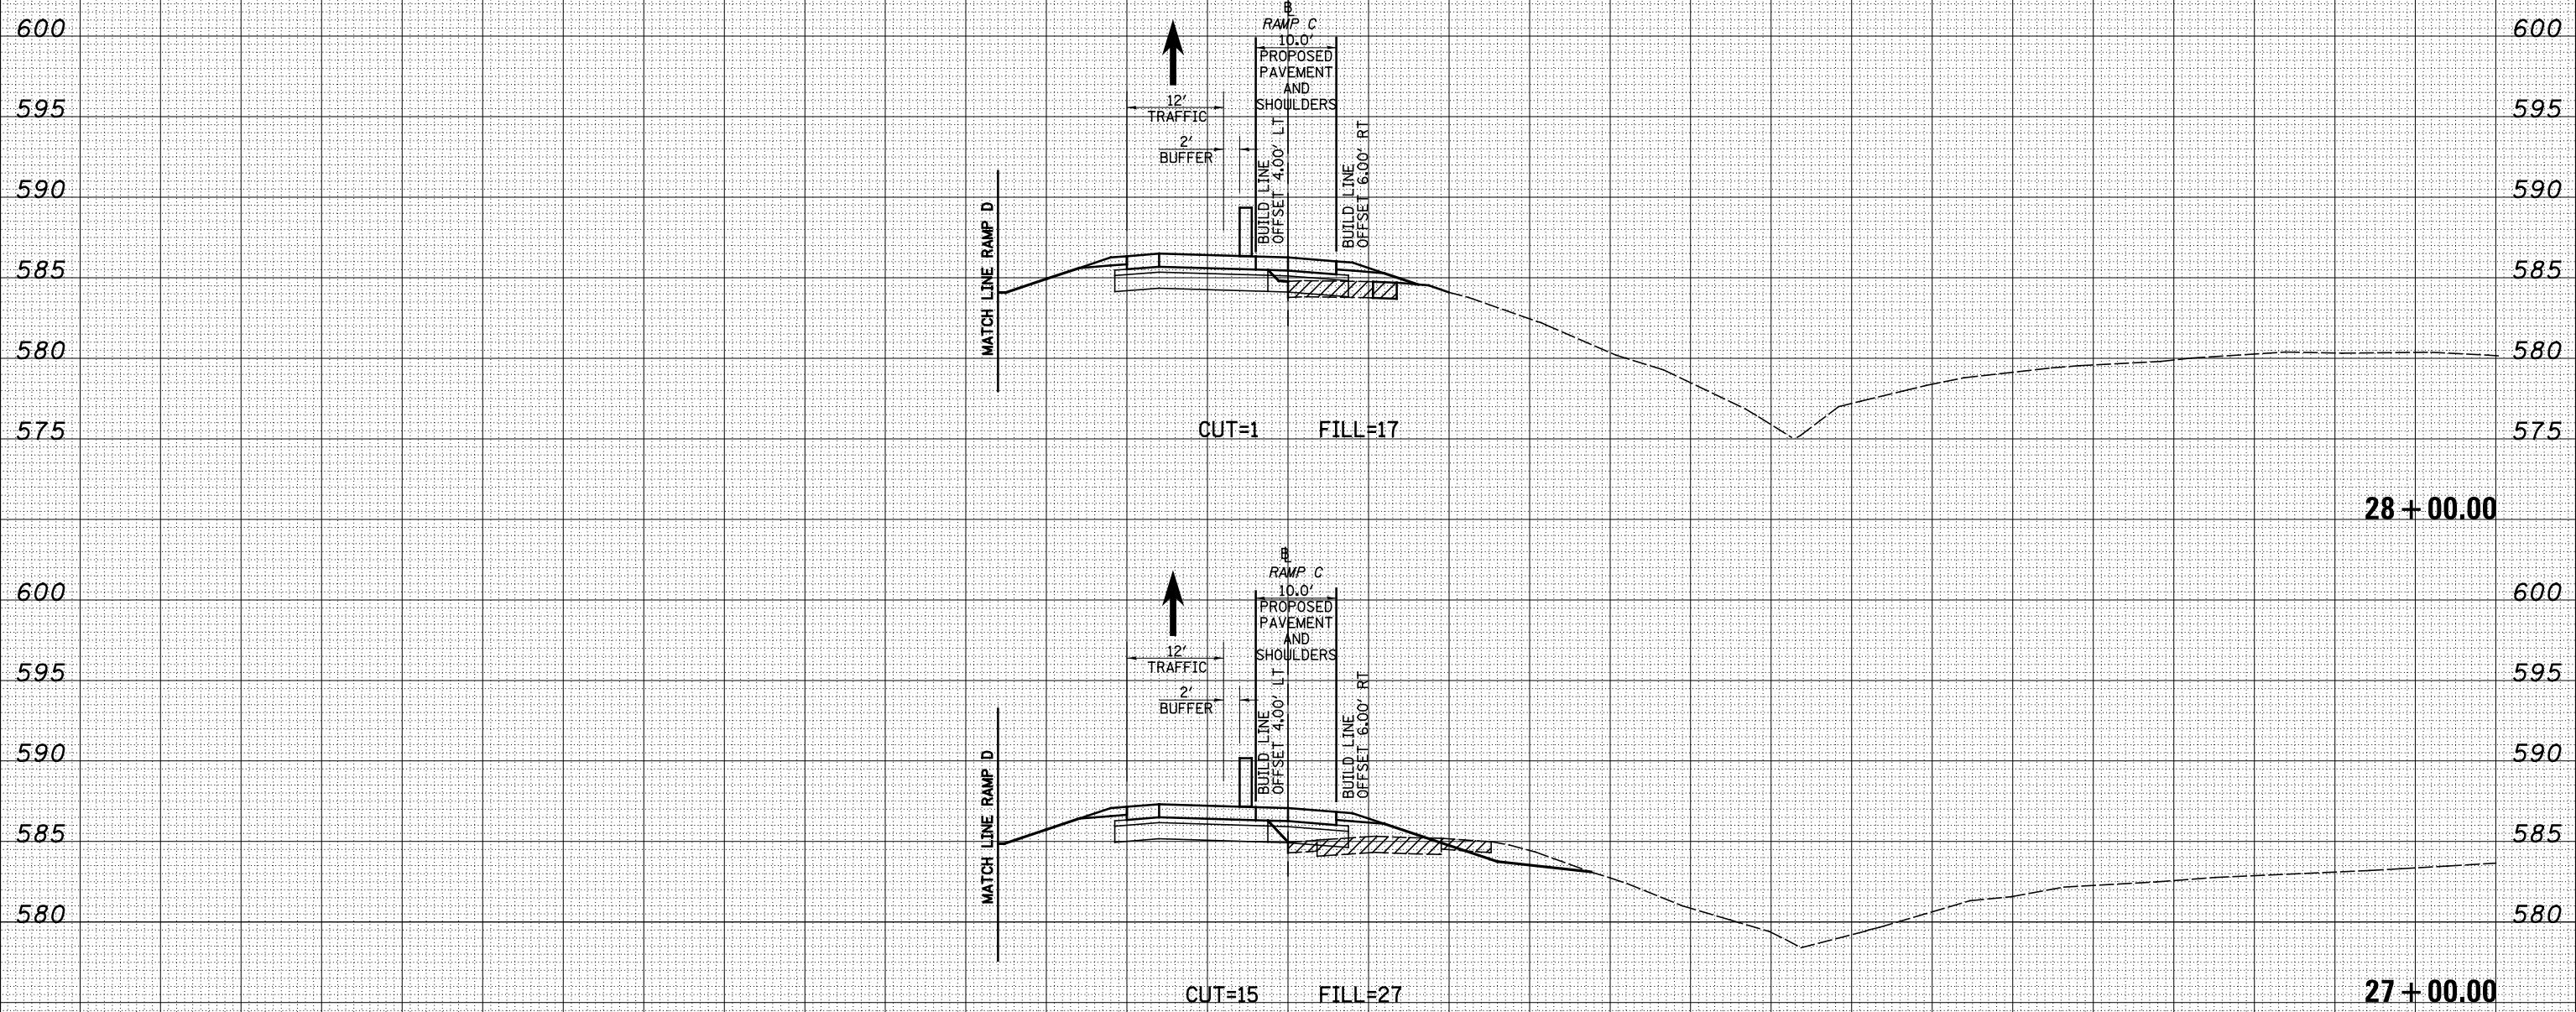 ℄
RAMP C
10.0'
PROPOSED
PAVEMENT
AND
SHOULDERS
12'
TRAFFIC
2'
BUFFER
BUILD LINE
OFFSET 4.00' LT
BUILD LINE
OFFSET 6.00' RT
MATCH LINE RAMP D
600 600
595 595
590 590
585 585
580 580
575 575
CUT=1 FILL=17
28+00.00
RAMP C
10.0'
PROPOSED
PAVEMENT
AND
SHOULDERS
12'
TRAFFIC
2'
BUFFER
BUILD LINE
OFFSET 4.00' LT
BUILD LINE
OFFSET 6.00' RT
MATCH LINE RAMP D
600 600
595 595
590 590
585 585
580 580
CUT=15 FILL=27
27+00.00